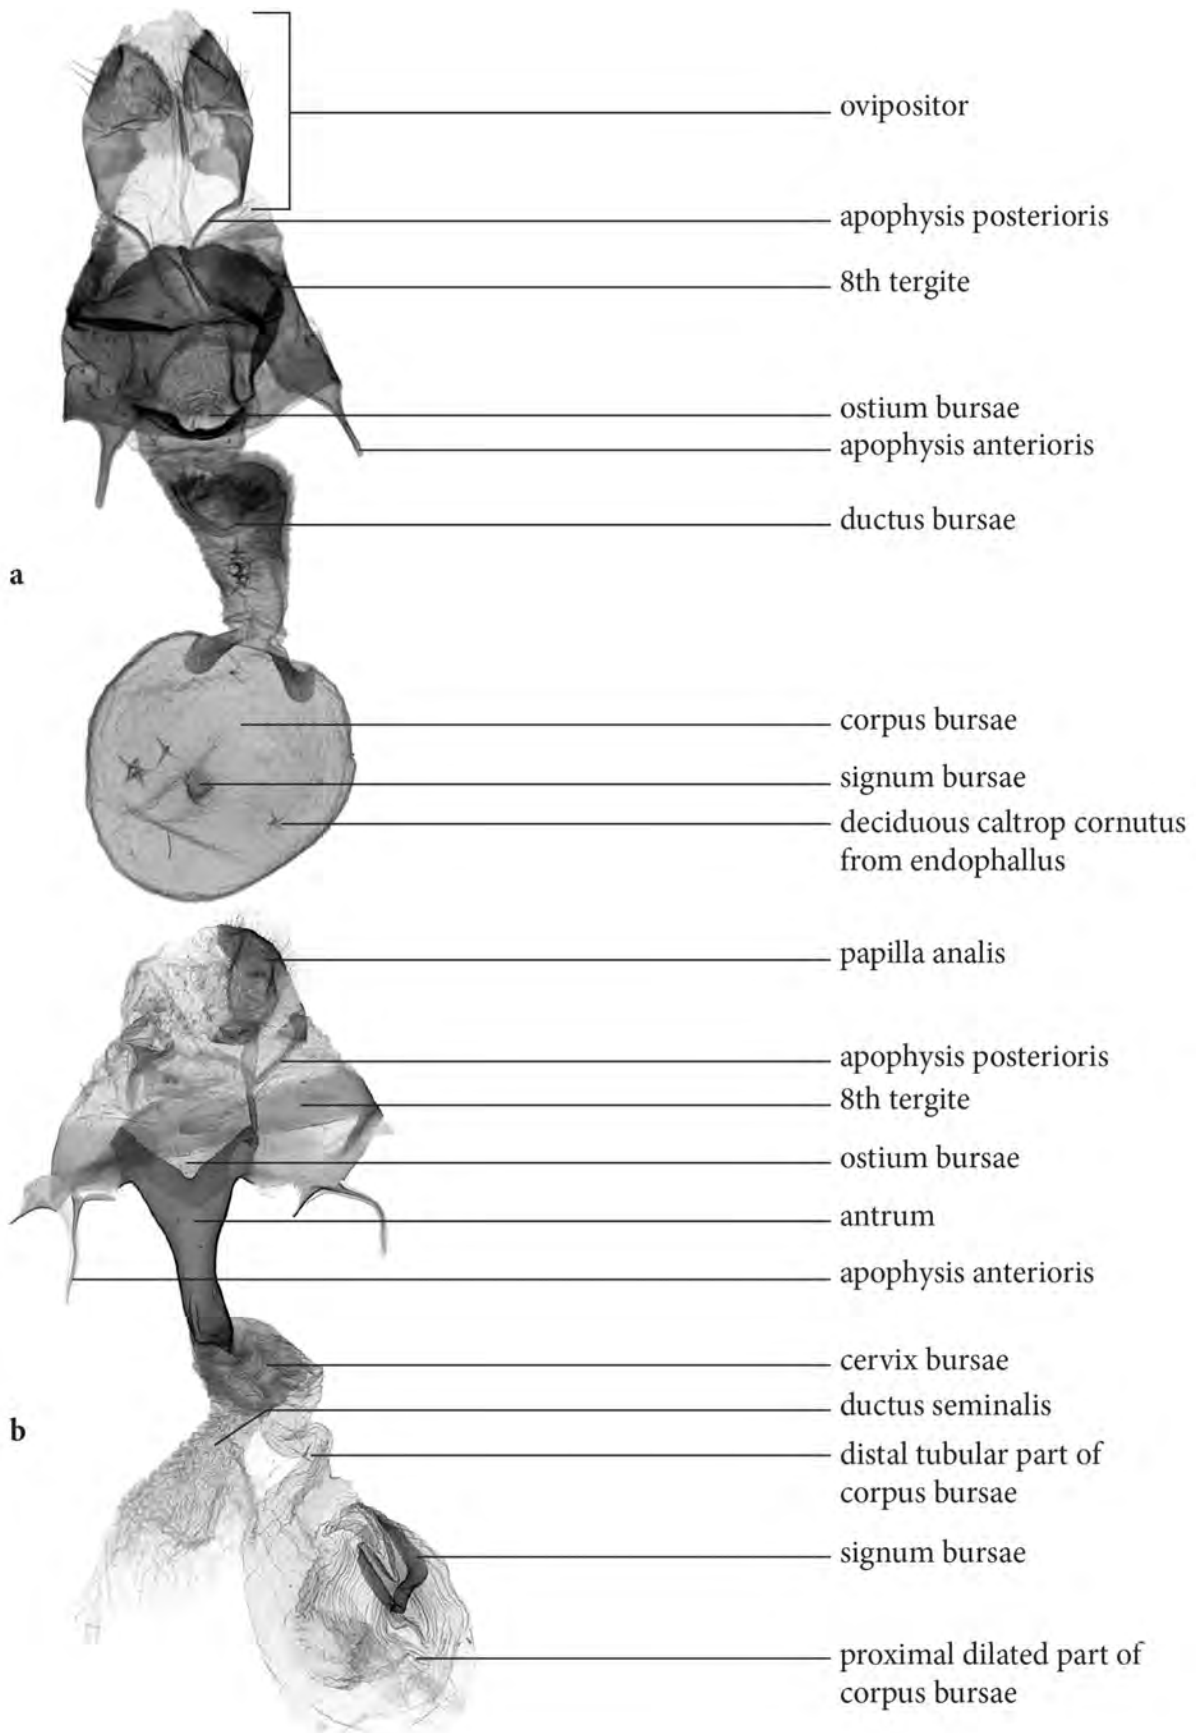 ovipositor
apophysis posterioris
8th tergite
ostium bursae
apophysis anterioris
ductus bursae
a
corpus bursae
signum bursae
deciduous caltrop cornutus
from endophallus
papilla analis
apophysis posterioris
8th tergite
ostium bursae
antrum
apophysis anterioris
cervix bursae
ductus seminalis
b
distal tubular part of
corpus bursae
signum bursae
proximal dilated part of
corpus bursae